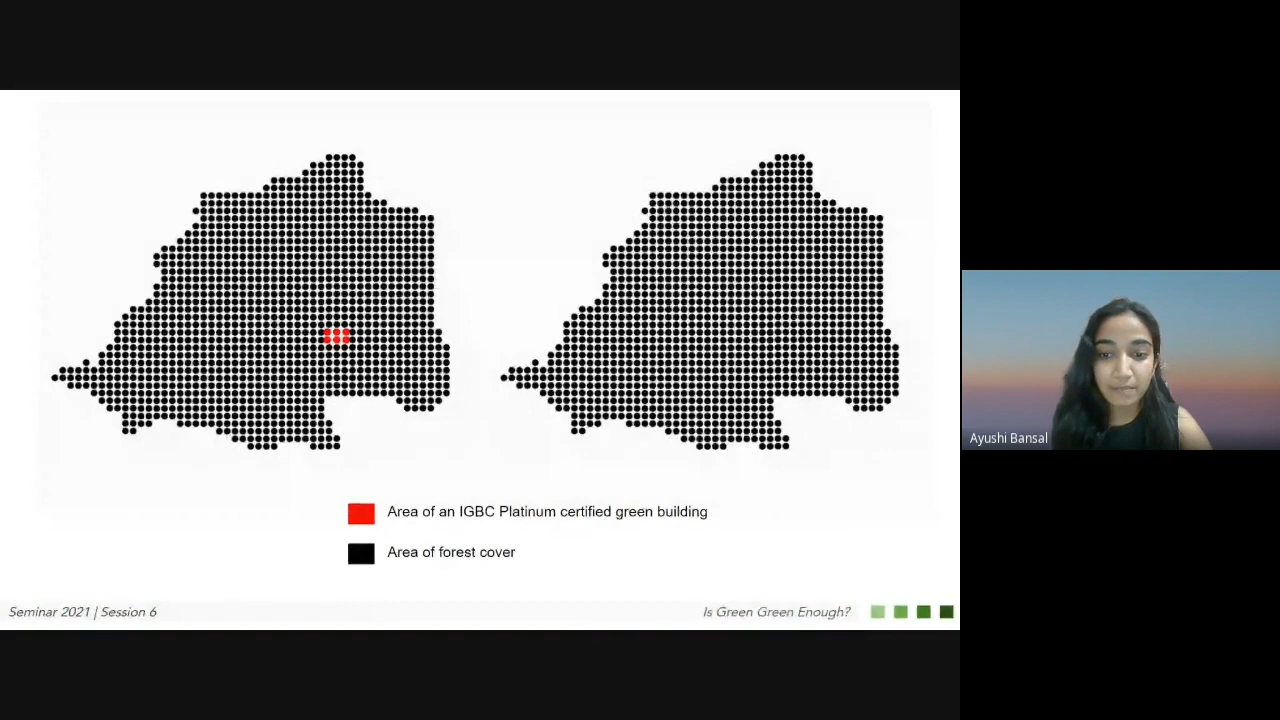 Area of an IGBC Platinum certified green building
Area of forest cover
Seminar 2021 | Session 6
Is Green Green Enough?
Ayushi Bansal